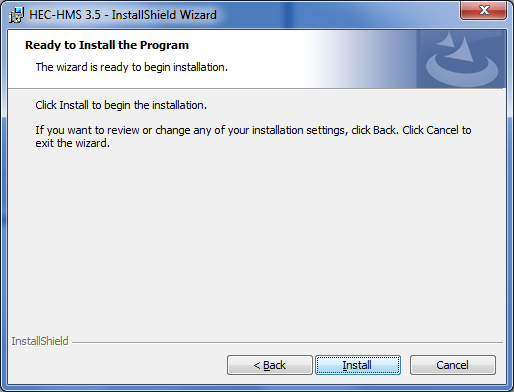 HEC-HMS 3.5 - InstallShield Wizard
Ready to Install the Program
The wizard is ready to begin installation.
Click Install to begin the installation.
If you want to review or change any of your installation settings, click Back. Click Cancel to
exit the wizard.
InstallShield
< Back Install Cancel